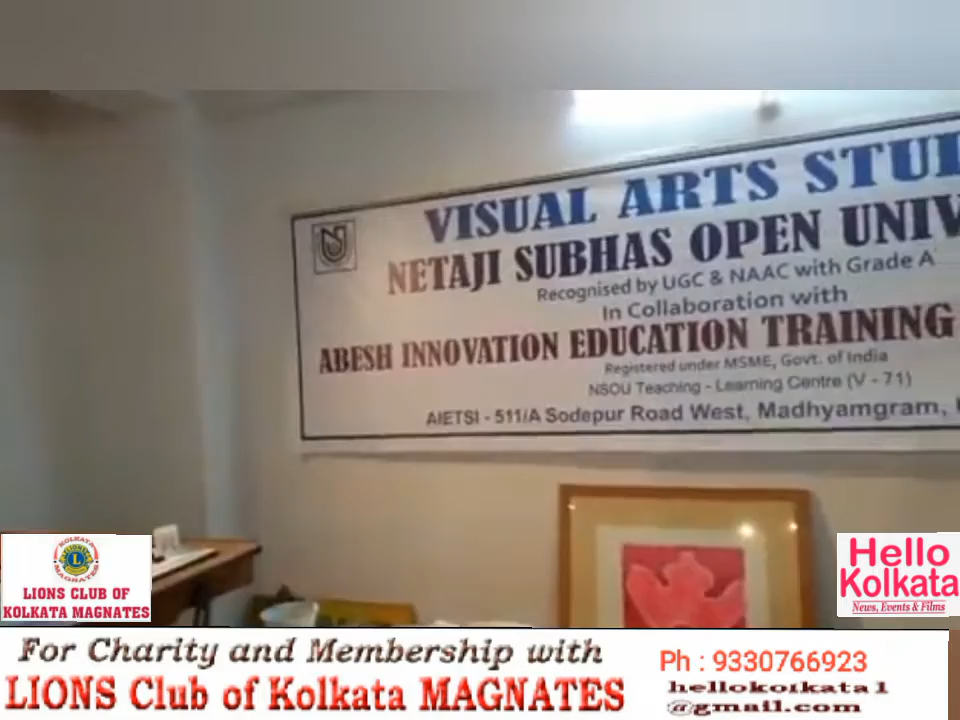 VISUAL ARTS
NETAJI SUBHAS OPEN
Recognised by UGC & NAAC with Grade A
In Collaboration with
ABESH INNOVATION EDUCATION TRAINING
Registered under MSME, Govt. of India
NSOU Teaching - Learning Centre (V - 71)
AIETSI - 511/A Sodepur Road West, Madhyamgram,
KOLKATA
L
MAGNATES
LIONS CLUB OF
KOLKATA MAGNATES
Hello
Kolkata
News, Events & Films
For Charity and Membership with
LIONS Club of Kolkata MAGNATES
Ph : 9330766923
hellokolkata1
@gmail.com